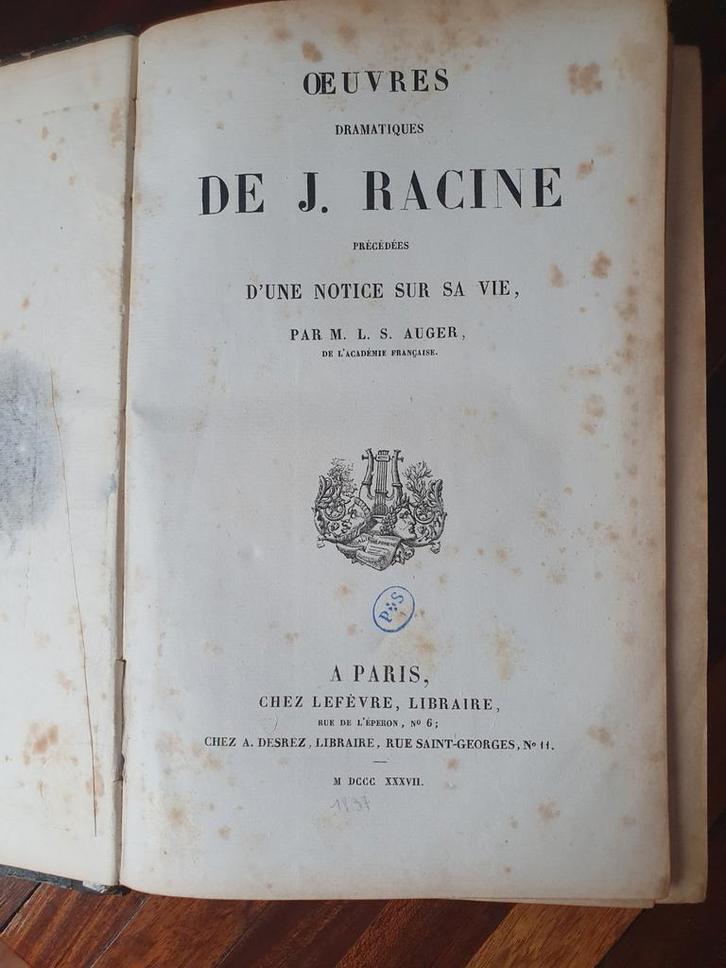 ŒUVRES
DRAMATIQUES
DE J. RACINE
PRÉCÉDÉES
D'UNE NOTICE SUR SA VIE,
PAR M. L. S. AUGER,
DE L'ACADÉMIE FRANÇAISE.
P S
A PARIS,
CHEZ LEFÈVRE, LIBRAIRE,
RUE DE L'ÉPERON, Nº 6;
CHEZ A. DESREZ, LIBRAIRE, RUE SAINT-GEORGES, Nº 11.
M DCCC XXXVII.
1837